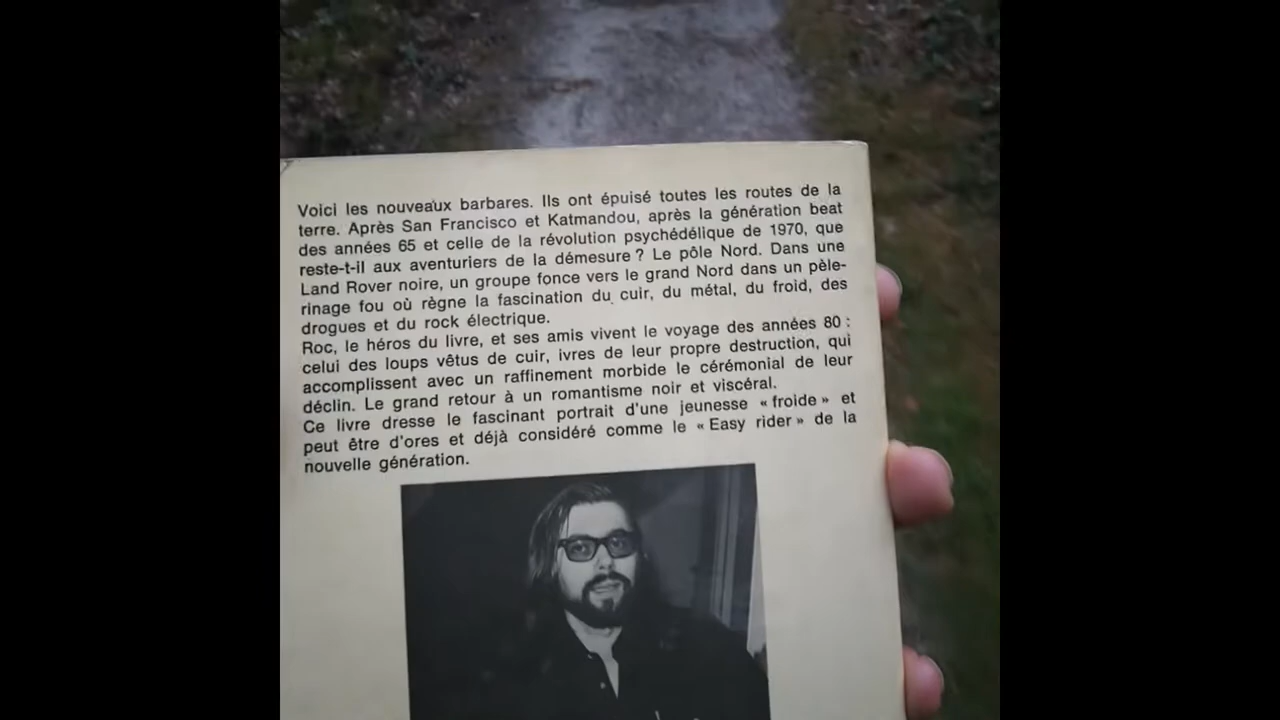 Voici les nouveaux barbares. Ils ont épuisé toutes les routes de la
terre. Après San Francisco et Katmandou, après la génération beat
des années 65 et celle de la révolution psychédélique de 1970, que
reste-t-il aux aventuriers de la démesure ? Le pôle Nord. Dans une
Land Rover noire, un groupe fonce vers le grand Nord dans un pèle-
rinage fou où règne la fascination du cuir, du métal, du froid, des
drogues et du rock électrique.
Roc, le héros du livre, et ses amis vivent le voyage des années 80 :
celui des loups vêtus de cuir, ivres de leur propre destruction, qui
accomplissent avec un raffinement morbide le cérémonial de leur
déclin. Le grand retour à un romantisme noir et viscéral.
Ce livre dresse le fascinant portrait d'une jeunesse « froide » et
peut être d'ores et déjà considéré comme le « Easy rider » de la
nouvelle génération.